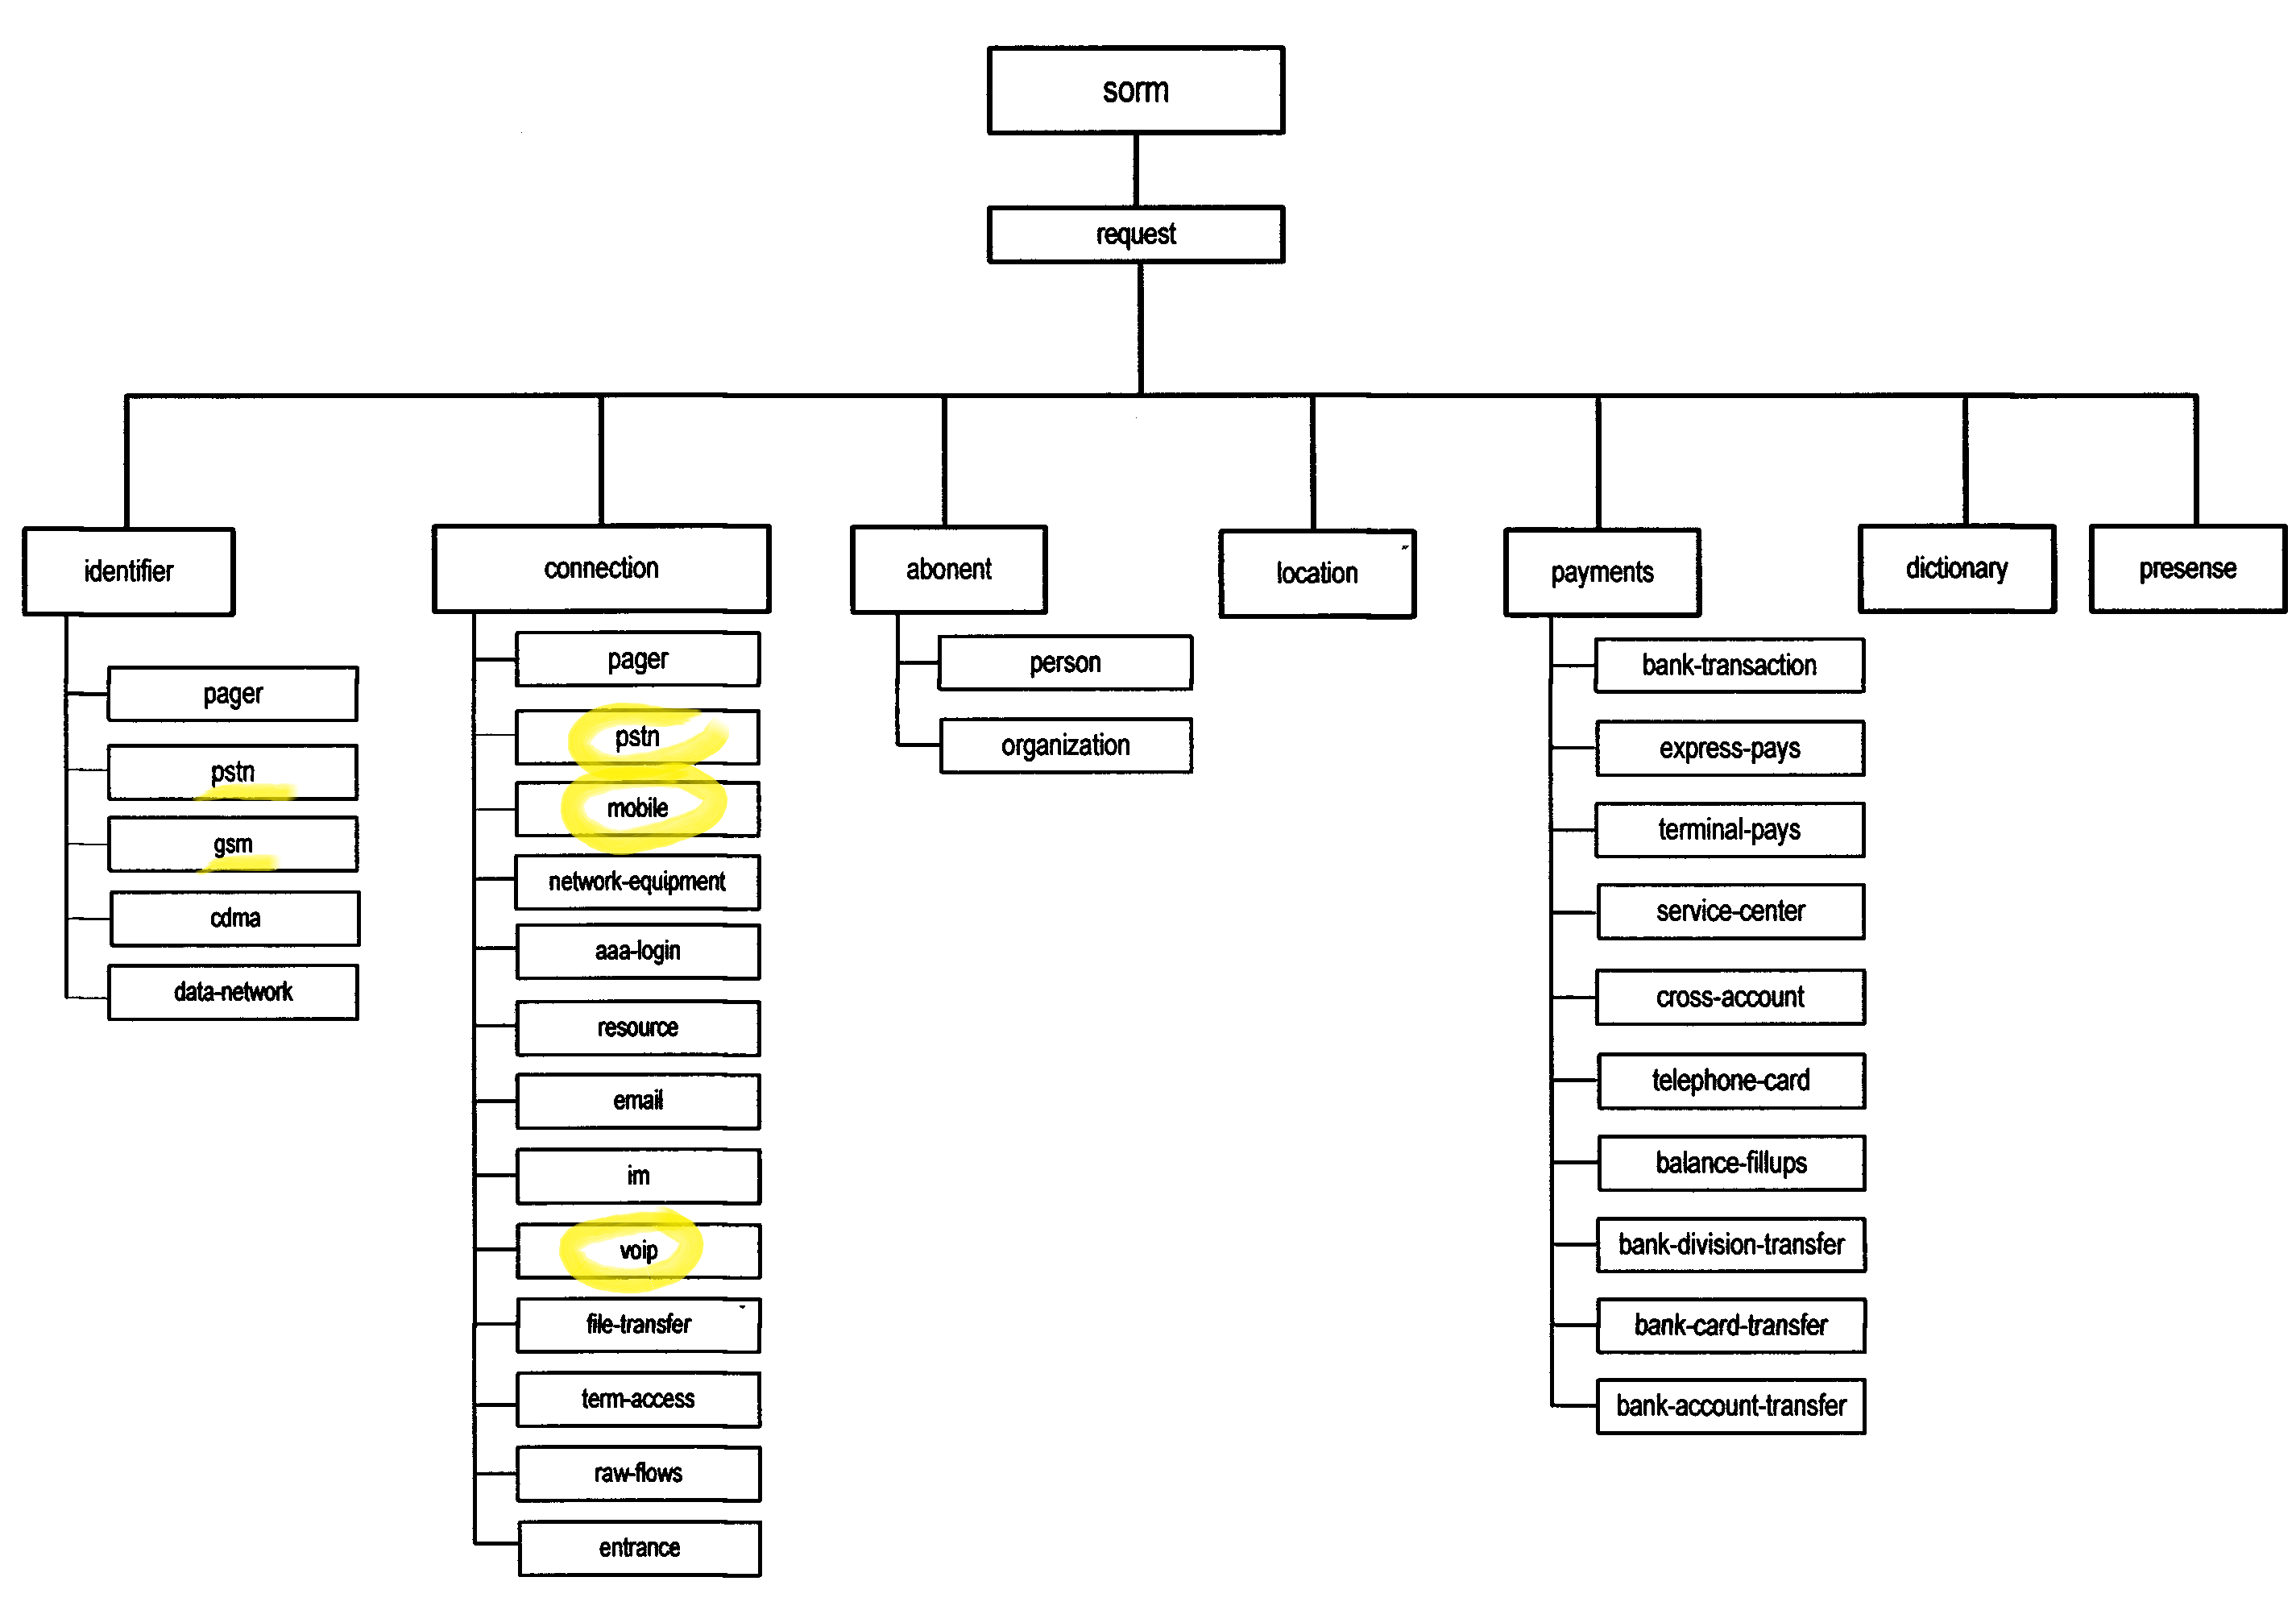 sorm
request
identifier
connection
abonent
location
payments
dictionary
presense
pager
pstn
gsm
cdma
data-network
pager
pstn
mobile
network-equipment
aaa-login
resource
email
im
voip
file-transfer
term-access
raw-flows
entrance
person
organization
bank-transaction
express-pays
terminal-pays
service-center
cross-account
telephone-card
balance-fillups
bank-division-transfer
bank-card-transfer
bank-account-transfer